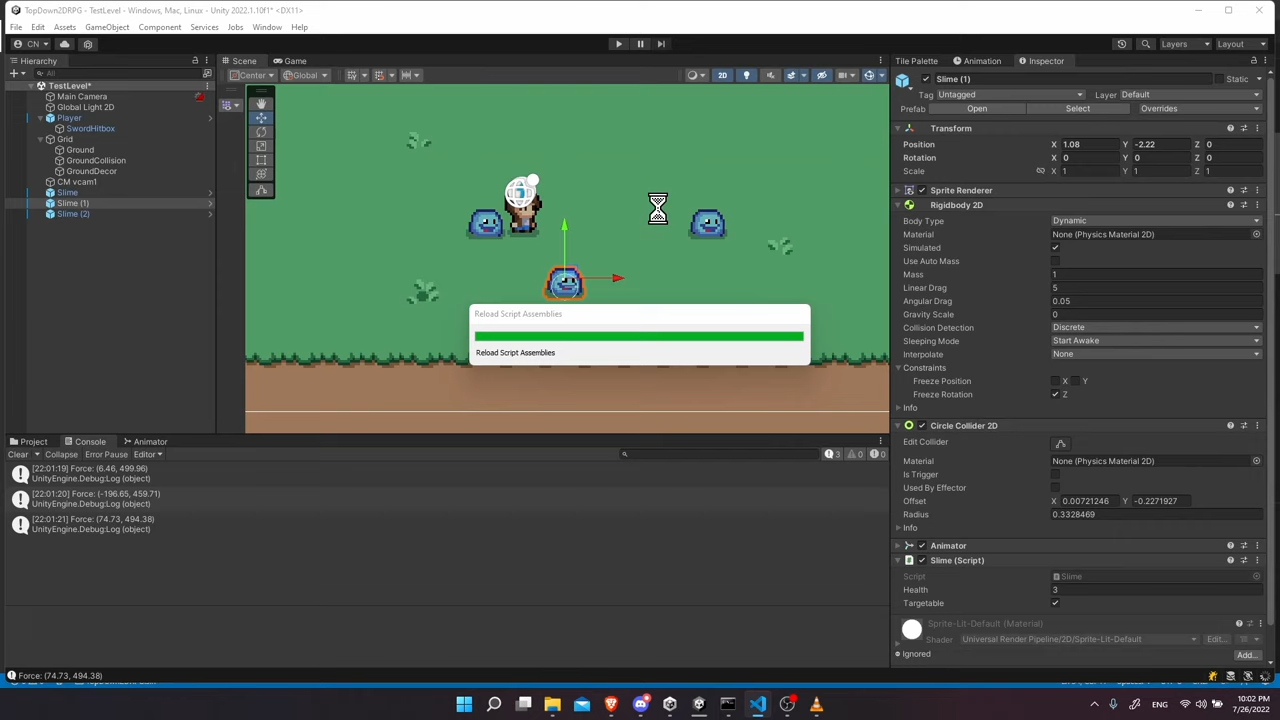 TopDown2DRPG - TestLevel - Windows, Mac, Linux - Unity 2022.1.10f1* <DX11>
File Edit Assets GameObject Component Services Jobs Window Help
CN Layers Layout
Hierarchy Scene Game Tile Palette Animation Inspector
All Center Global 2D Slime (1) Static
TestLevel*
Main Camera
Global Light 2D
Player
SwordHitbox
Grid
Ground
GroundCollision
GroundDecor
CM vcam1
Slime
Slime (1)
Slime (2)
Tag Untagged Layer Default
Prefab Open Select Overrides
Transform
Position X 1.08 Y -2.22 Z 0
Rotation X 0 Y 0 Z 0
Scale X 1 Y 1 Z 1
Sprite Renderer
Rigidbody 2D
Body Type Dynamic
Material None (Physics Material 2D)
Simulated
Use Auto Mass
Mass 1
Linear Drag 5
Angular Drag 0.05
Gravity Scale 0
Collision Detection Discrete
Sleeping Mode Start Awake
Interpolate None
Constraints
Freeze Position X Y
Freeze Rotation Z
Info
Circle Collider 2D
Edit Collider
Material None (Physics Material 2D)
Is Trigger
Used By Effector
Offset X 0.00721246 Y -0.2271927
Radius 0.3328469
Info
Animator
Slime (Script)
Script Slime
Health 3
Targetable
Sprite-Lit-Default (Material)
Shader Universal Render Pipeline/2D/Sprite-Lit-Default Edit...
Ignored Add...
Reload Script Assemblies
Reload Script Assemblies
Project Console Animator
Clear Collapse Error Pause Editor 3 0 0
[22:01:19] Force: (6.46, 499.96)
UnityEngine.Debug:Log (object)
[22:01:20] Force: (-196.65, 459.71)
UnityEngine.Debug:Log (object)
[22:01:21] Force: (74.73, 494.38)
UnityEngine.Debug:Log (object)
Force: (74.73, 494.38)
ENG 10:02 PM
7/26/2022